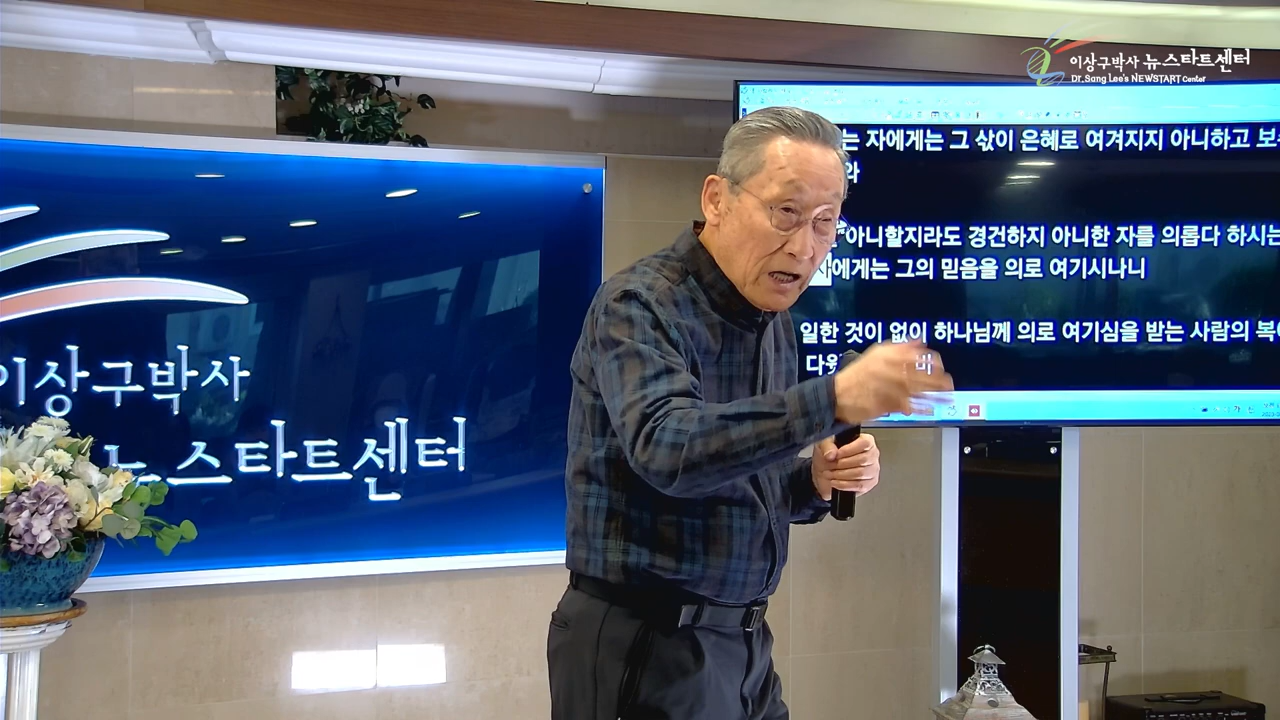 이상구박사 뉴스타트센터
Dr. Sang Lee's NEWSTART Center
는 자에게는 그 삯이 은혜로 여겨지지 아니하고 보
와
아니할지라도 경건하지 아니한 자를 의롭다 하시는
에게는 그의 믿음을 의로 여기시나니
일한 것이 없이 하나님께 의로 여기심을 받는 사람의 복에
이상구박사
뉴스타트센터